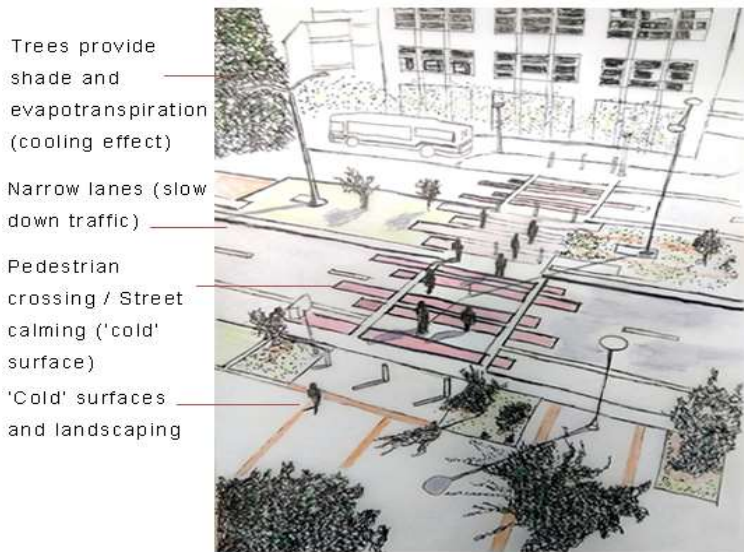 Trees provide
shade and
evapotranspiration
(cooling effect)
Narrow lanes (slow
down traffic)
Pedestrian
crossing / Street
calming ('cold'
surface)
'Cold' surfaces
and landscaping